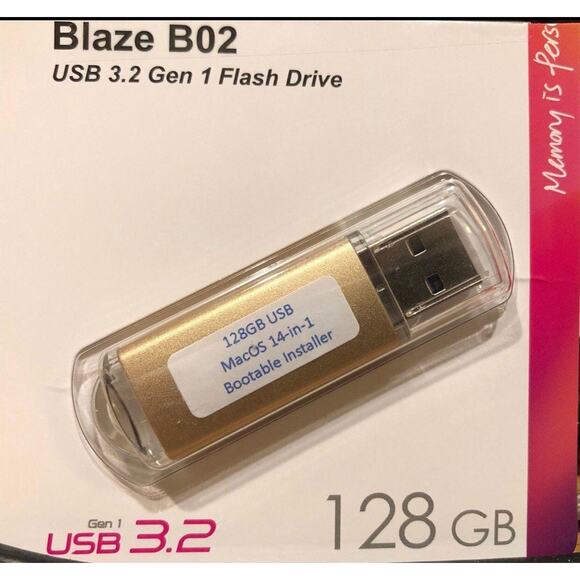 Blaze B02
USB 3.2 Gen 1 Flash Drive
Memory is Pers
128GB USB
MacOS 14-in-1
Bootable Installer
Gen 1
USB 3.2
128 GB